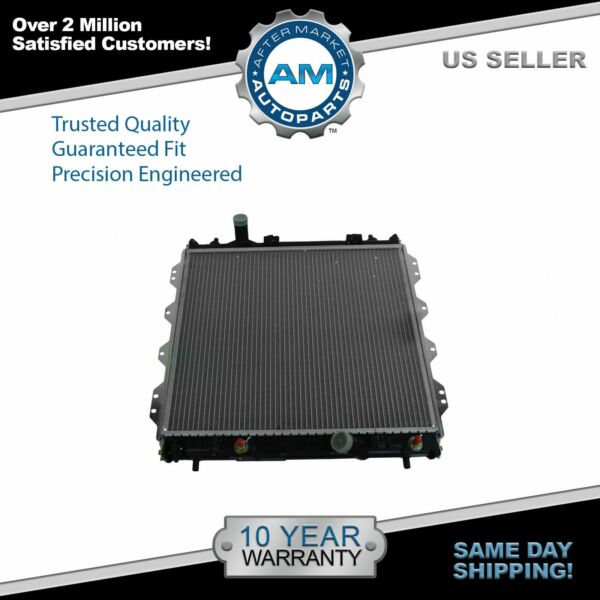 Over 2 Million
Satisfied Customers!
AFTER MARKET
AM
AUTOPARTS
TM
US SELLER
Trusted Quality
Guaranteed Fit
Precision Engineered
10 YEAR
WARRANTY
SAME DAY
SHIPPING!